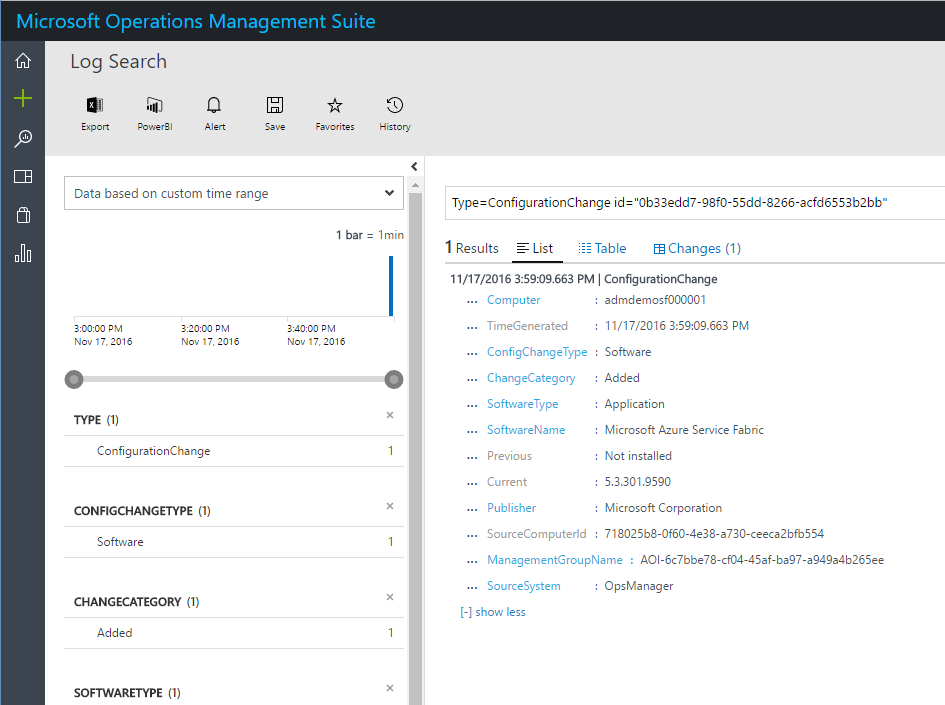 Microsoft Operations Management Suite
Log Search
Export
PowerBI
Alert
Save
Favorites
History
Data based on custom time range
1 bar = 1min
3:00:00 PM
Nov 17, 2016
3:20:00 PM
Nov 17, 2016
3:40:00 PM
Nov 17, 2016
TYPE (1)
ConfigurationChange 1
CONFIGCHANGETYPE (1)
Software 1
CHANGECATEGORY (1)
Added 1
SOFTWARETYPE (1)
Type=ConfigurationChange id="0b33edd7-98f0-55dd-8266-acfd6553b2bb"
1 Results List Table Changes (1)
11/17/2016 3:59:09.663 PM | ConfigurationChange
... Computer : admdemosf000001
... TimeGenerated : 11/17/2016 3:59:09.663 PM
... ConfigChangeType : Software
... ChangeCategory : Added
... SoftwareType : Application
... SoftwareName : Microsoft Azure Service Fabric
... Previous : Not installed
... Current : 5.3.301.9590
... Publisher : Microsoft Corporation
... SourceComputerId : 718025b8-0f60-4e38-a730-ceeca2bfb554
... ManagementGroupName : AOI-6c7bbe78-cf04-45af-ba97-a949a4b265ee
... SourceSystem : OpsManager
[-] show less